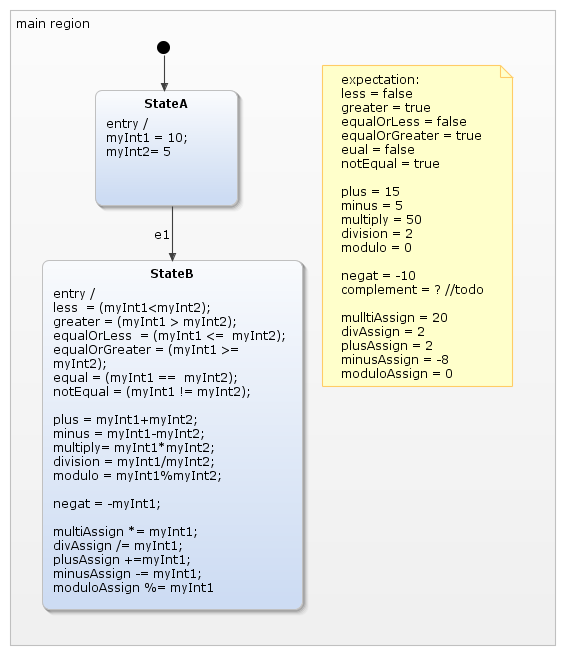 main region
StateA
entry /
myInt1 = 10;
myInt2= 5
e1
StateB
entry /
less  = (myInt1<myInt2);
greater = (myInt1 > myInt2);
equalOrLess  = (myInt1 <=  myInt2);
equalOrGreater = (myInt1 >=
myInt2);
equal = (myInt1 ==  myInt2);
notEqual = (myInt1 != myInt2);
plus = myInt1+myInt2;
minus = myInt1-myInt2;
multiply= myInt1*myInt2;
division = myInt1/myInt2;
modulo = myInt1%myInt2;
negat = -myInt1;
multiAssign *= myInt1;
divAssign /= myInt1;
plusAssign +=myInt1;
minusAssign -= myInt1;
moduloAssign %= myInt1
expectation:
less = false
greater = true
equalOrLess = false
equalOrGreater = true
eual = false
notEqual = true
plus = 15
minus = 5
multiply = 50
division = 2
modulo = 0
negat = -10
complement = ? //todo
mulltiAssign = 20
divAssign = 2
plusAssign = 2
minusAssign = -8
moduloAssign = 0